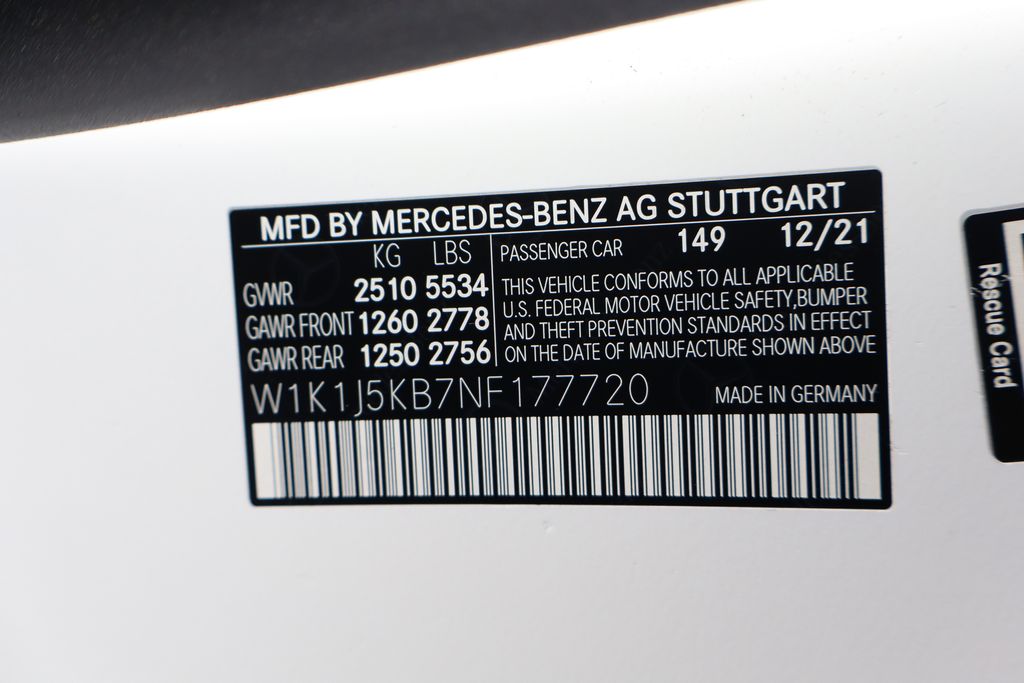 MFD BY MERCEDES-BENZ AG STUTTGART
KG LBS
GVWR 2510 5534
GAWR FRONT 1260 2778
GAWR REAR 1250 2756
PASSENGER CAR 149 12/21
THIS VEHICLE CONFORMS TO ALL APPLICABLE
U.S. FEDERAL MOTOR VEHICLE SAFETY,BUMPER
AND THEFT PREVENTION STANDARDS IN EFFECT
ON THE DATE OF MANUFACTURE SHOWN ABOVE
W1K1J5KB7NF177720
MADE IN GERMANY
Rescue Card